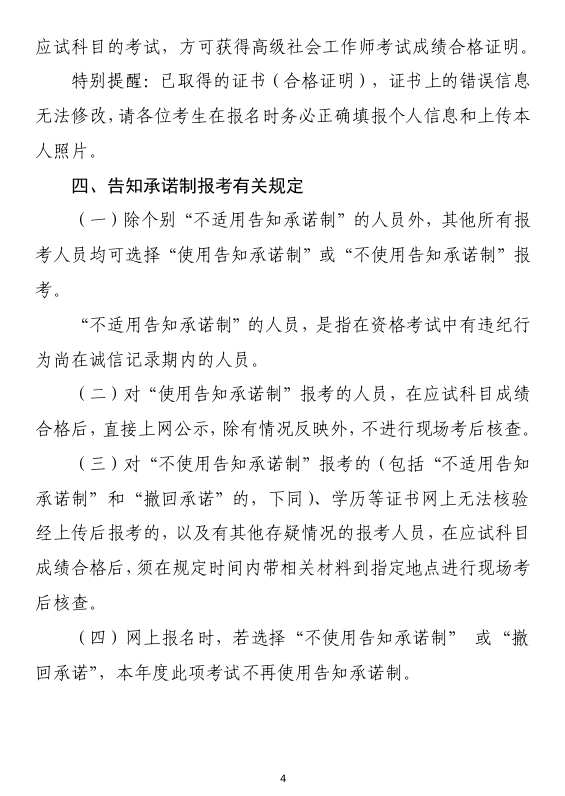 应试科目的考试，方可获得高级社会工作师考试成绩合格证明。
特别提醒：已取得的证书（合格证明），证书上的错误信息
无法修改，请各位考生在报名时务必正确填报个人信息和上传本
人照片。
四、告知承诺制报考有关规定
（一）除个别“不适用告知承诺制”的人员外，其他所有报
考人员均可选择“使用告知承诺制”或“不使用告知承诺制”报
考。
“不适用告知承诺制”的人员，是指在资格考试中有违纪行
为尚在诚信记录期内的人员。
（二）对“使用告知承诺制”报考的人员，在应试科目成绩
合格后，直接上网公示，除有情况反映外，不进行现场考后核查。
（三）对“不使用告知承诺制”报考的（包括“不适用告知
承诺制”和“撤回承诺”的，下同）、学历等证书网上无法核验
经上传后报考的，以及有其他存疑情况的报考人员，在应试科目
成绩合格后，须在规定时间内带相关材料到指定地点进行现场考
后核查。
（四）网上报名时，若选择“不使用告知承诺制” 或“撤
回承诺”，本年度此项考试不再使用告知承诺制。
4